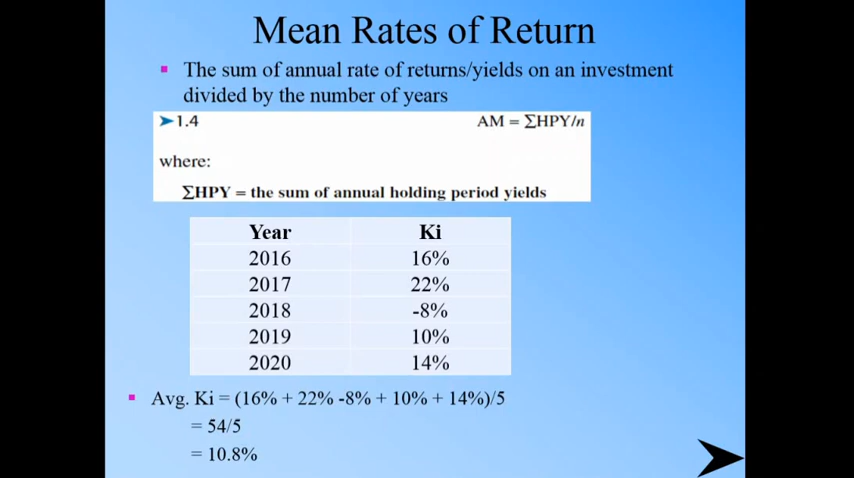 Mean Rates of Return
▪ The sum of annual rate of returns/yields on an investment
divided by the number of years
➤1.4 AM = ΣHPY/n
where:
ΣHPY = the sum of annual holding period yields
Year Ki
2016 16%
2017 22%
2018 -8%
2019 10%
2020 14%
▪ Avg. Ki = (16% + 22% -8% + 10% + 14%)/5
= 54/5
= 10.8%